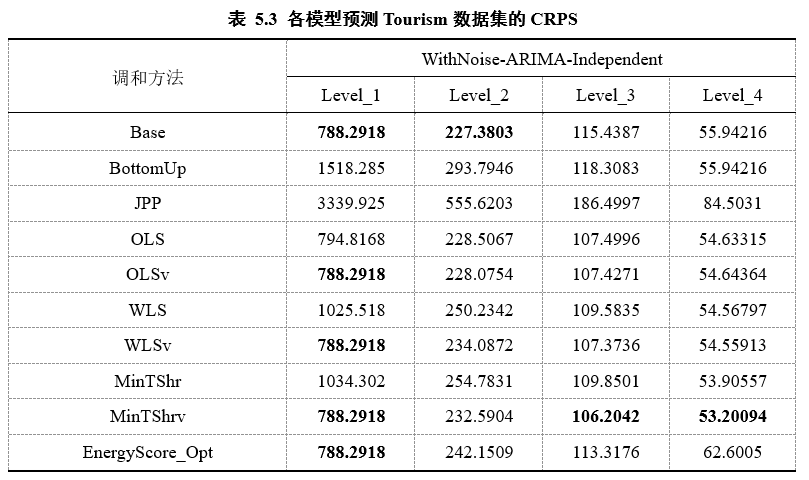 表 5.3 各模型预测 Tourism 数据集的 CRPS
调和方法 WithNoise-ARIMA-Independent
Level_1 Level_2 Level_3 Level_4
Base 788.2918 227.3803 115.4387 55.94216
BottomUp 1518.285 293.7946 118.3083 55.94216
JPP 3339.925 555.6203 186.4997 84.5031
OLS 794.8168 228.5067 107.4996 54.63315
OLSv 788.2918 228.0754 107.4271 54.64364
WLS 1025.518 250.2342 109.5835 54.56797
WLSv 788.2918 234.0872 107.3736 54.55913
MinTShr 1034.302 254.7831 109.8501 53.90557
MinTShrv 788.2918 232.5904 106.2042 53.20094
EnergyScore_Opt 788.2918 242.1509 113.3176 62.6005